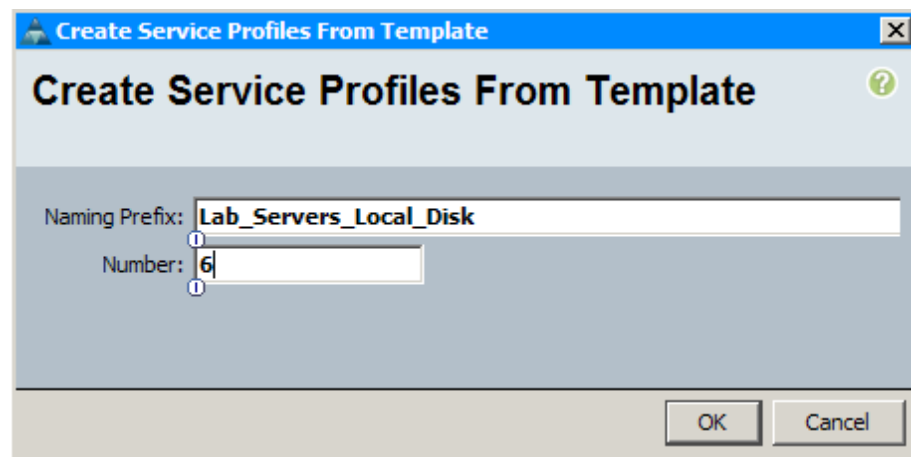 Create Service Profiles From Template
Create Service Profiles From Template
?
Naming Prefix: Lab_Servers_Local_Disk
Number: 6
OK Cancel